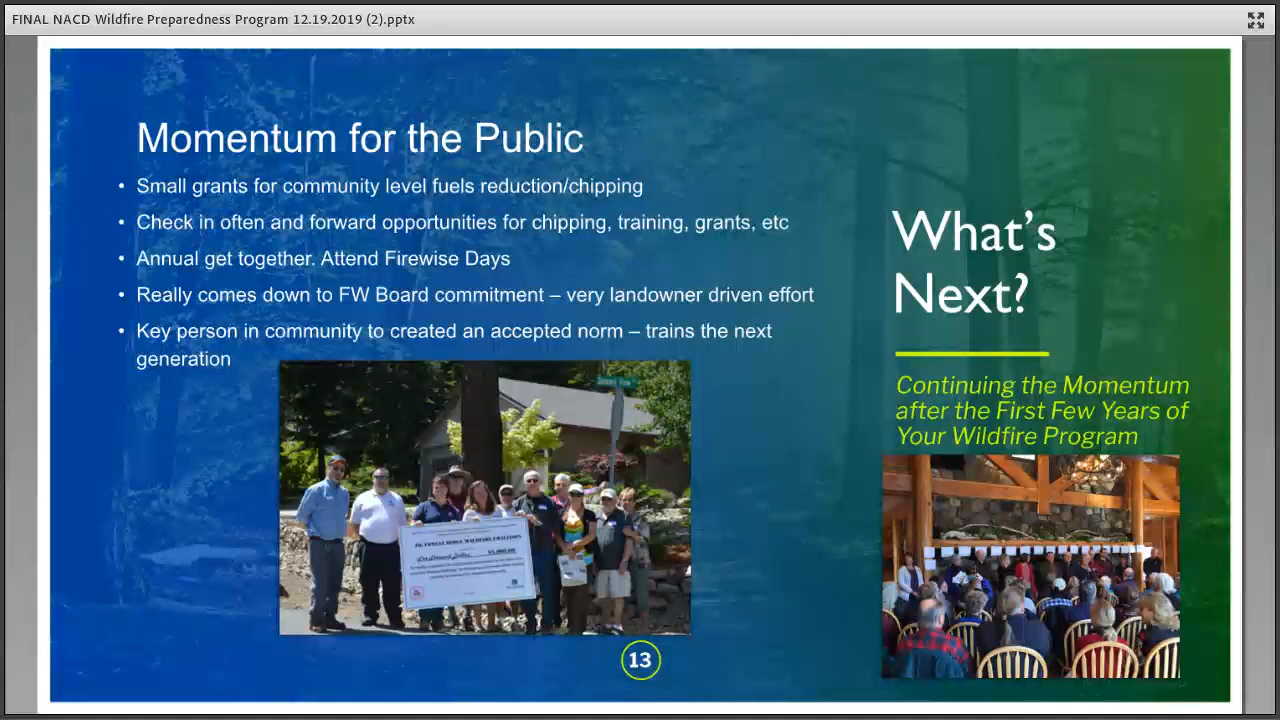 FINAL NACD Wildfire Preparedness Program 12.19.2019 (2).pptx
Momentum for the Public
• Small grants for community level fuels reduction/chipping
• Check in often and forward opportunities for chipping, training, grants, etc
• Annual get together. Attend Firewise Days
• Really comes down to FW Board commitment – very landowner driven effort
• Key person in community to created an accepted norm – trains the next
generation
What's
Next?
Continuing the Momentum
after the First Few Years of
Your Wildfire Program
WILDFIRE COALITION
13